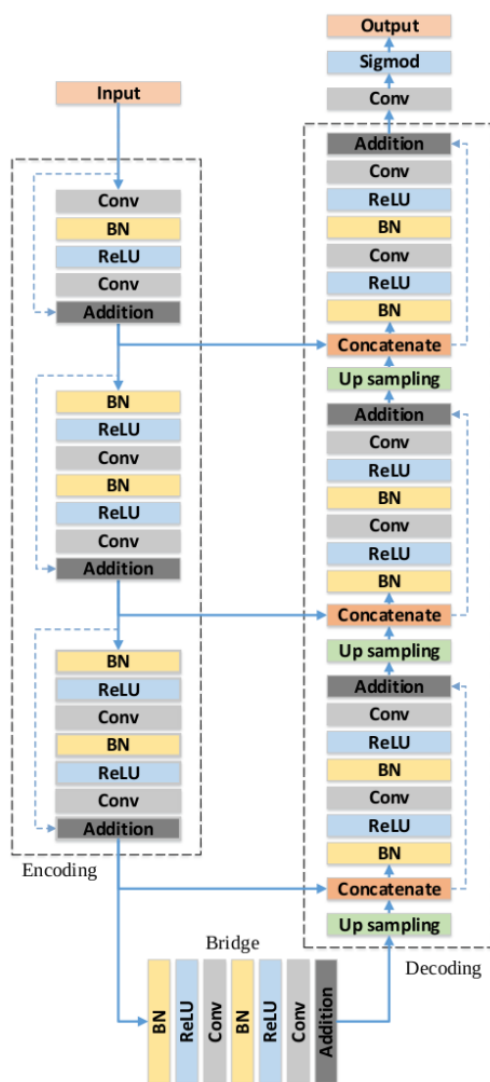 Input
Conv
BN
ReLU
Conv
Addition
BN
ReLU
Conv
BN
ReLU
Conv
Addition
BN
ReLU
Conv
BN
ReLU
Conv
Addition
Encoding
Bridge
BN
ReLU
Conv
BN
ReLU
Conv
Addition
Output
Sigmod
Conv
Addition
Conv
ReLU
BN
Conv
ReLU
BN
Concatenate
Up sampling
Addition
Conv
ReLU
BN
Conv
ReLU
BN
Concatenate
Up sampling
Addition
Conv
ReLU
BN
Conv
ReLU
BN
Concatenate
Up sampling
Decoding